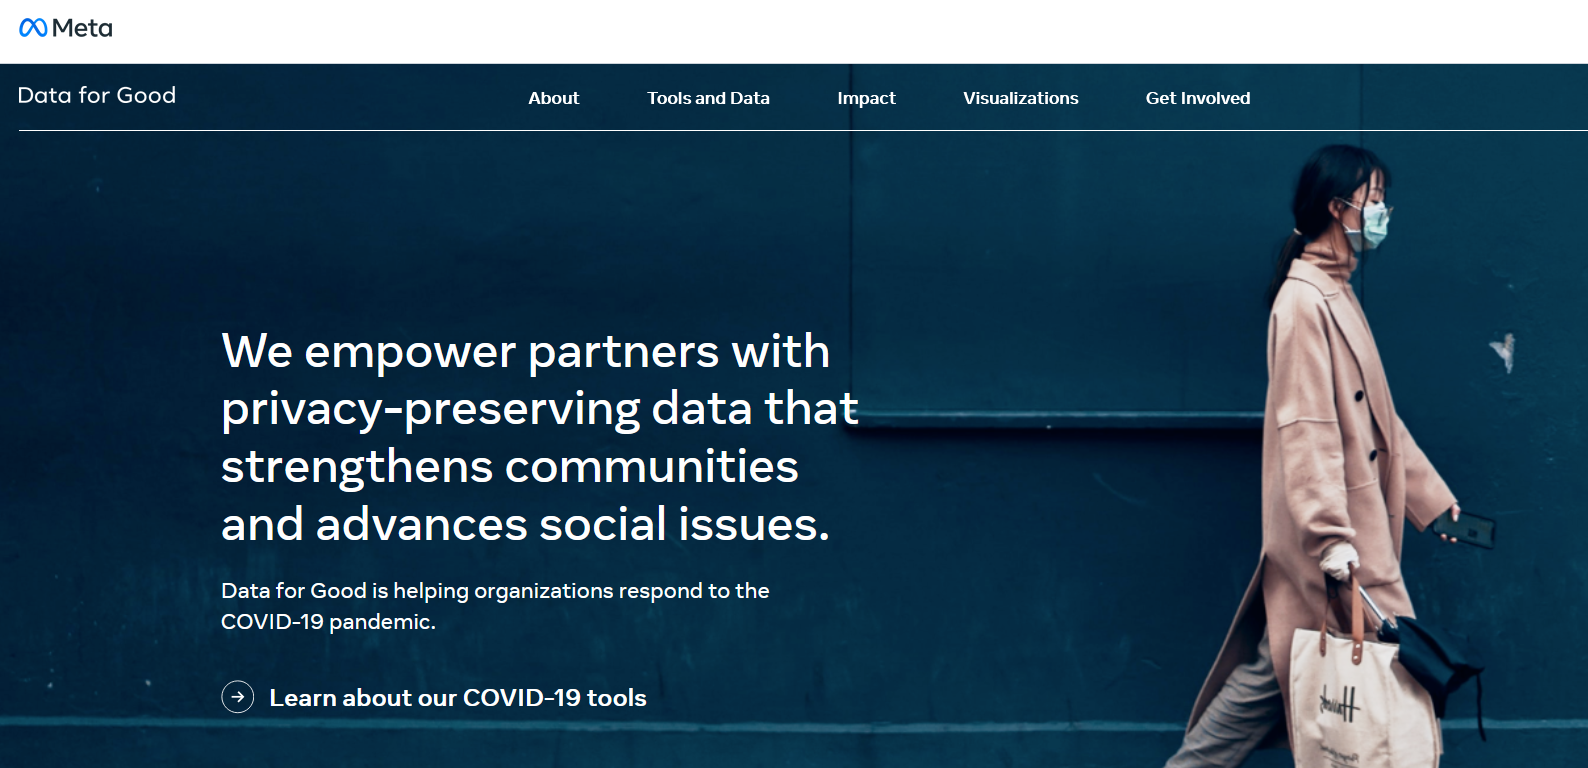 Meta
Data for Good
About
Tools and Data
Impact
Visualizations
Get Involved
We empower partners with
privacy-preserving data that
strengthens communities
and advances social issues.
Data for Good is helping organizations respond to the
COVID-19 pandemic.
Learn about our COVID-19 tools
Harrods